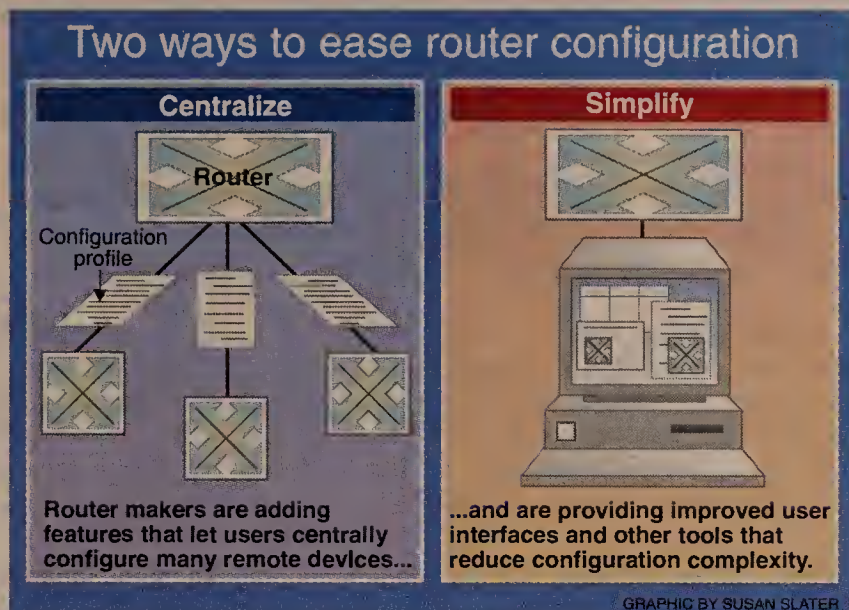 Two ways to ease router configuration
Centralize
Router
Configuration
profile
Router makers are adding
features that let users centrally
configure many remote devices...
Simplify
...and are providing improved user
interfaces and other tools that
reduce configuration complexity.
GRAPHIC BY SUSAN SLATER